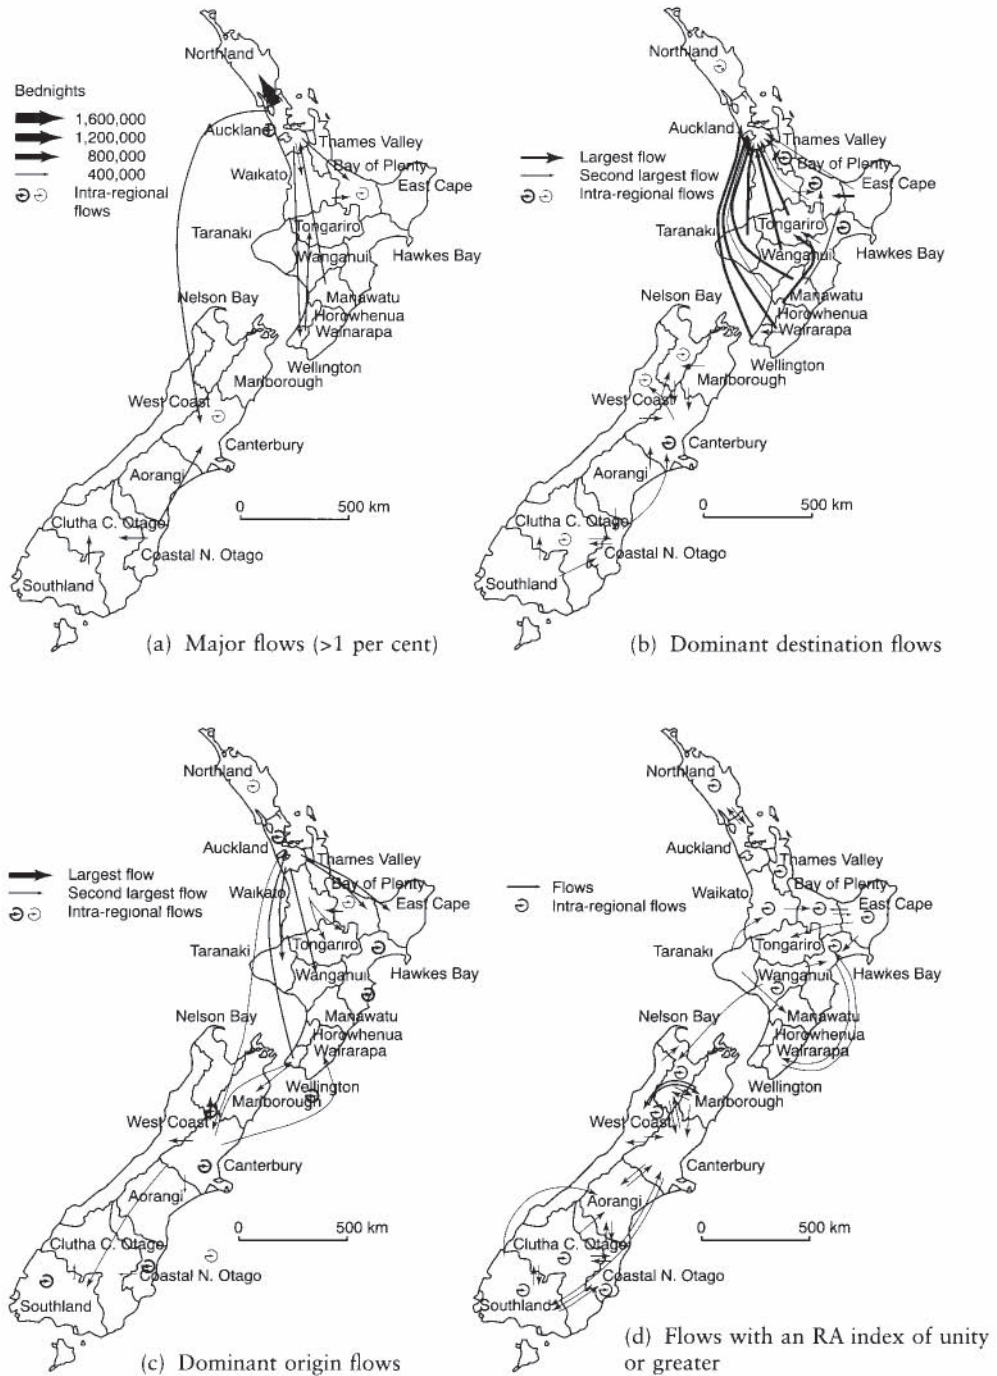 Northland
Bednights
1,600,000
1,200,000
800,000
400,000
Intra-regional
flows
Auckland
Thames Valley
Waikato
Bay of Plenty
East Cape
Taranaki
Tongariro
Wanganui
Hawkes Bay
Nelson Bay
Manawatu
Horowhenua
Wairarapa
Wellington
Marlborough
West Coast
Canterbury
Aorangi
0 500 km
Clutha C. Otago
Coastal N. Otago
Southland
(a) Major flows (>1 per cent)
Northland
Auckland
Thames Valley
Largest flow
Second largest flow
Intra-regional flows
Bay of Plenty
East Cape
Taranaki
Tongariro
Wanganui
Hawkes Bay
Nelson Bay
Manawatu
Horowhenua
Wairarapa
Wellington
Marlborough
West Coast
Canterbury
Aorangi
0 500 km
Clutha C. Otago
Coastal N. Otago
Southland
(b) Dominant destination flows
Northland
Auckland
Thames Valley
Largest flow
Second largest flow
Intra-regional flows
Waikato
Bay of Plenty
East Cape
Taranaki
Tongariro
Wanganui
Hawkes Bay
Nelson Bay
Manawatu
Horowhenua
Wairarapa
Wellington
Marlborough
West Coast
Canterbury
Aorangi
0 500 km
Clutha C. Otago
Coastal N. Otago
Southland
(c) Dominant origin flows
Northland
Auckland
Thames Valley
Flows
Intra-regional flows
Waikato
Bay of Plenty
East Cape
Taranaki
Tongariro
Wanganui
Hawkes Bay
Nelson Bay
Manawatu
Horowhenua
Wairarapa
Wellington
Marlborough
West Coast
Canterbury
Aorangi
0 500 km
Clutha C. Otago
Coastal N. Otago
Southland
(d) Flows with an RA index of unity
or greater